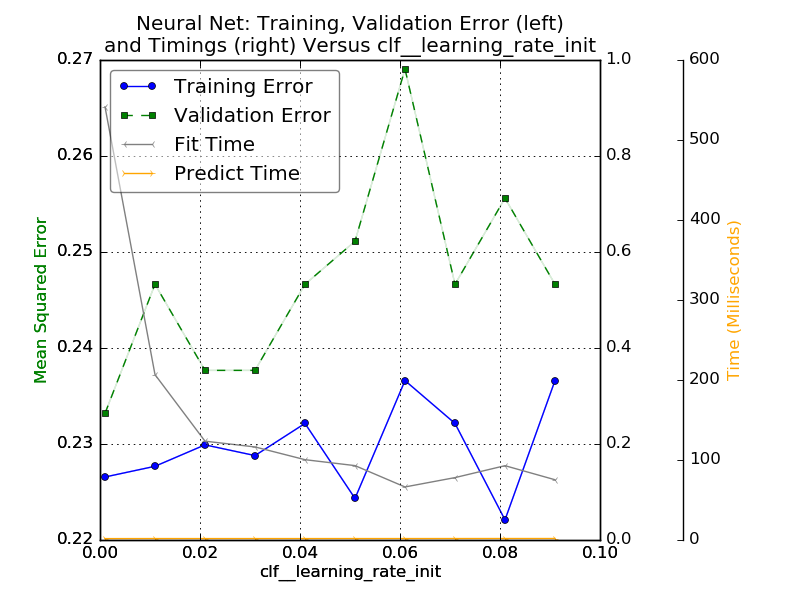 Neural Net: Training, Validation Error (left)
and Timings (right) Versus clf__learning_rate_init
Training Error
Validation Error
Fit Time
Predict Time
Mean Squared Error
0.27
0.26
0.25
0.24
0.23
0.22
0.00 0.02 0.04 0.06 0.08 0.10
clf__learning_rate_init
1.0
0.8
0.6
0.4
0.2
0.0
600
500
400
300
200
100
0
Time (Milliseconds)